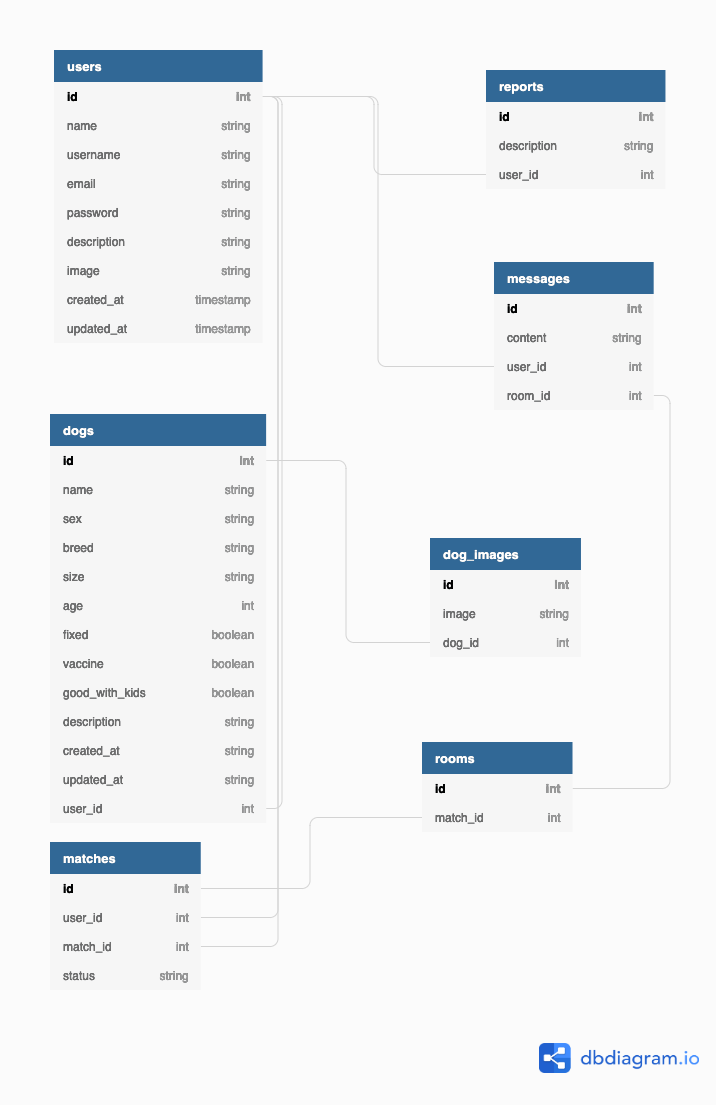 users
id int
name string
username string
email string
password string
description string
image string
created_at timestamp
updated_at timestamp
reports
id int
description string
user_id int
messages
id int
content string
user_id int
room_id int
dogs
id int
name string
sex string
breed string
size string
age int
fixed boolean
vaccine boolean
good_with_kids boolean
description string
created_at string
updated_at string
user_id int
dog_images
id int
image string
dog_id int
rooms
id int
match_id int
matches
id int
user_id int
match_id int
status string
dbdiagram.io